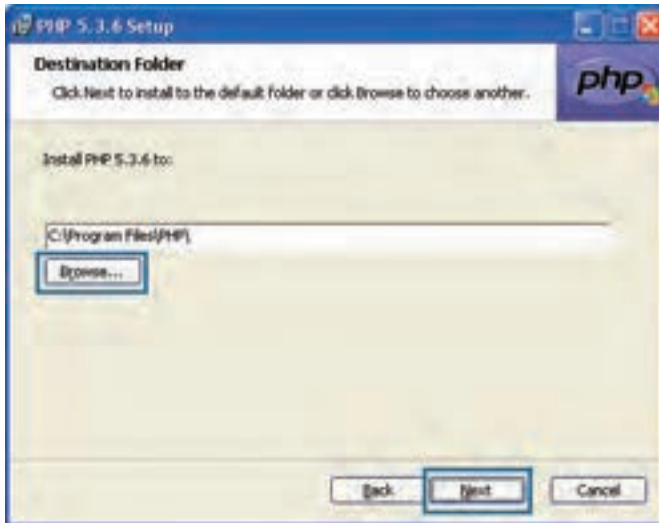 PHP 5.3.6 Setup
Destination Folder
Click Next to install to the default folder or click Browse to choose another.
php
Install PHP 5.3.6 to:
C:\Program Files\PHP\
Browse...
Back
Next
Cancel